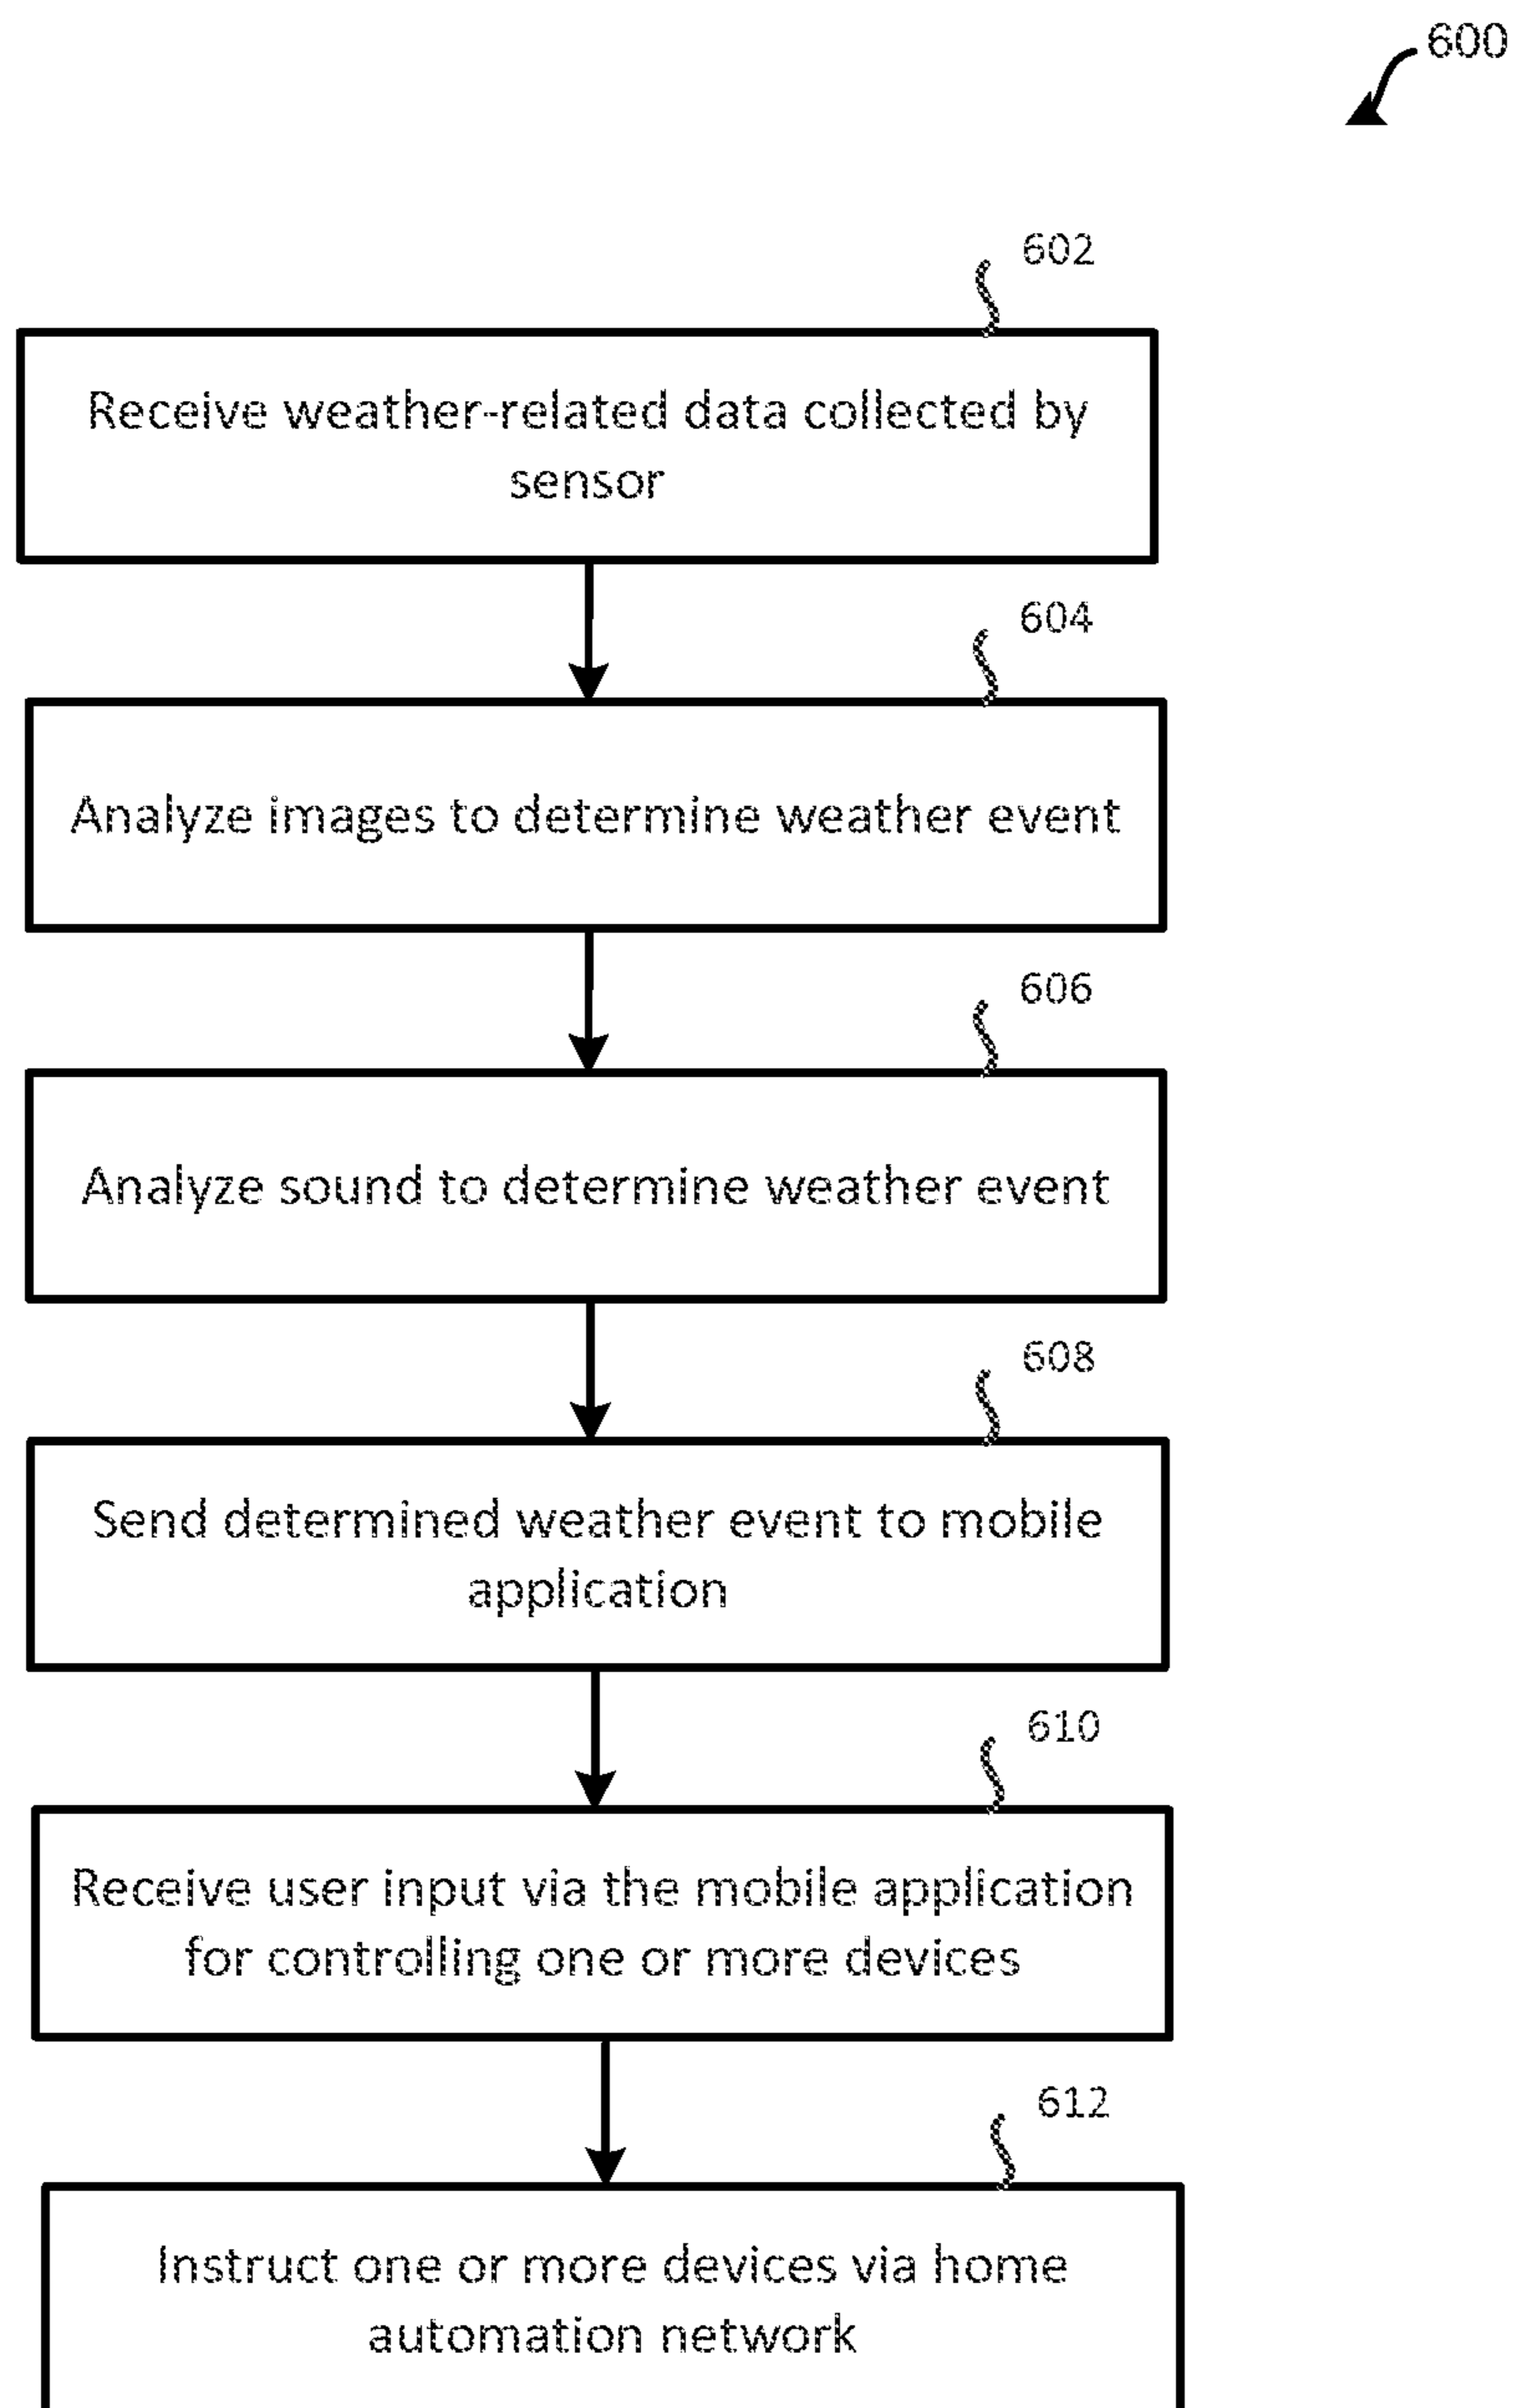 600
602
Receive weather-related data collected by
sensor
604
Analyze images to determine weather event
606
Analyze sound to determine weather event
608
Send determined weather event to mobile
application
610
Receive user input via the mobile application
for controlling one or more devices
612
Instruct one or more devices via home
automation network